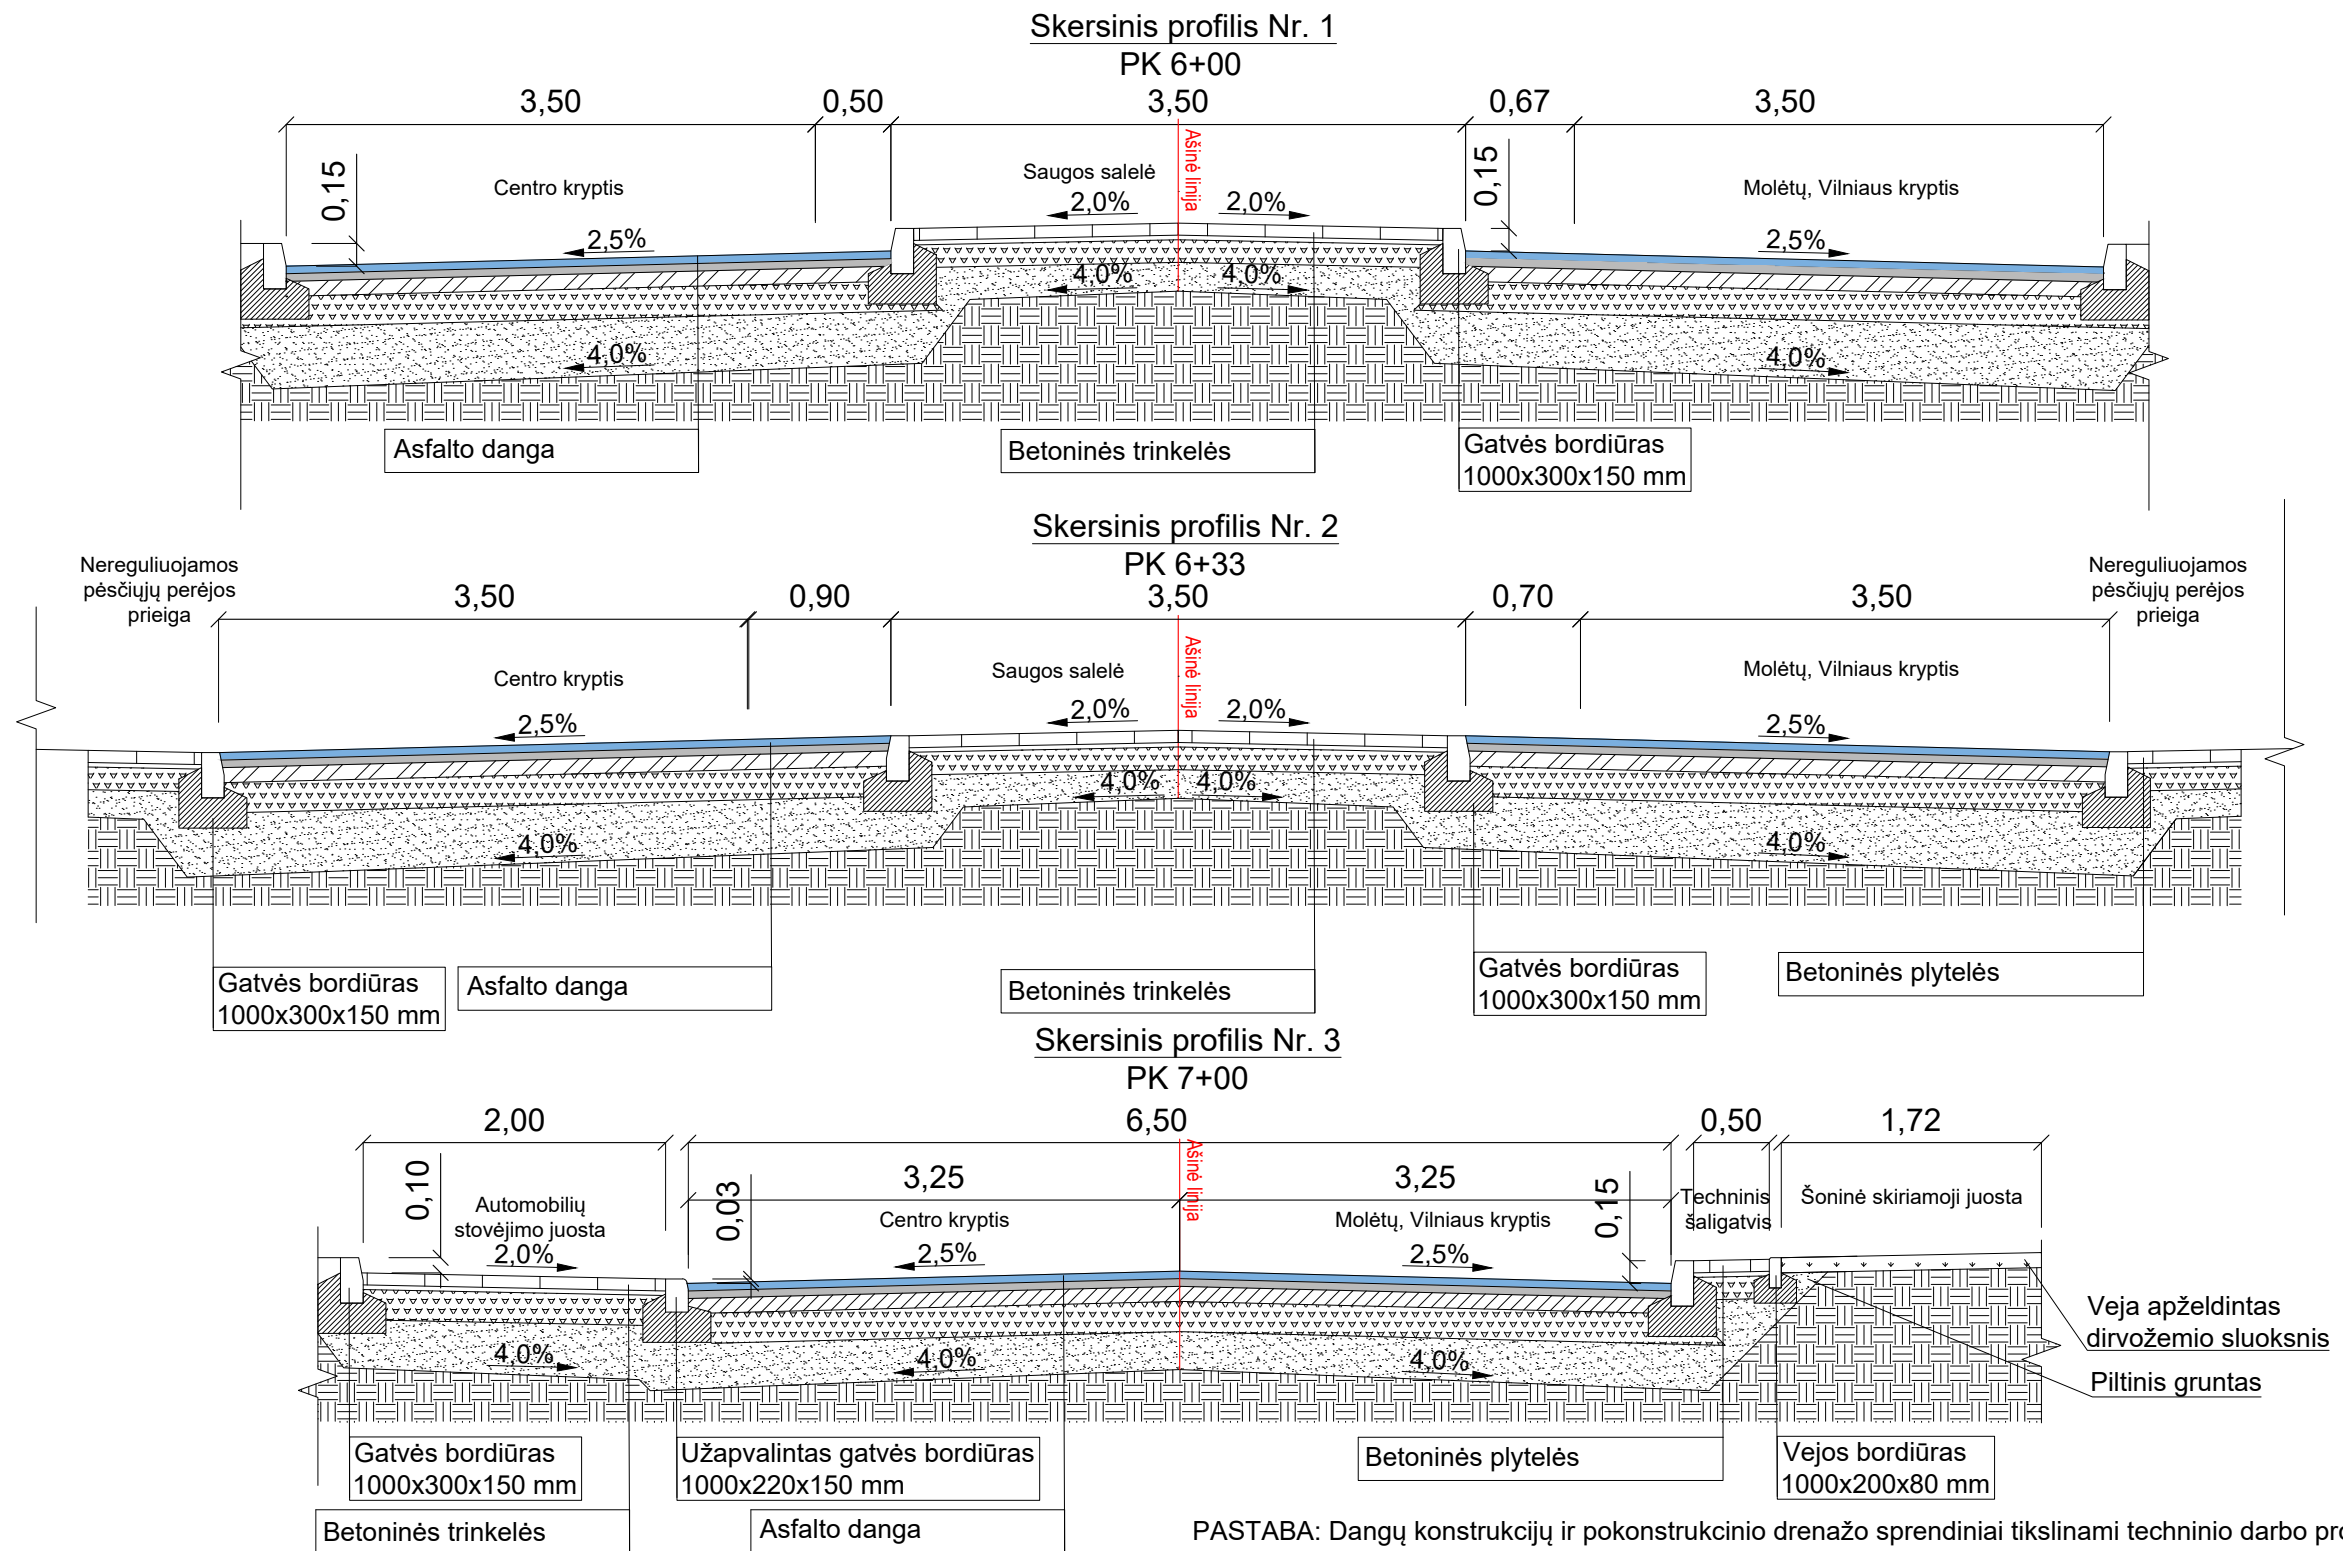 Skersinis profilis Nr. 1
PK 6+00
3,50 0,50 3,50 0,67 3,50
0,15
Centro kryptis
Saugos salelė
Ašinė linija
0,15
Molėtų, Vilniaus kryptis
2,0% 2,0%
2,5% 2,5%
4,0% 4,0%
4,0% 4,0%
Asfalto danga
Betoninės trinkelės
Gatvės bordiūras
1000x300x150 mm
Skersinis profilis Nr. 2
PK 6+33
Nereguliuojamos
pėsčiųjų perėjos
prieiga
3,50 0,90 3,50 0,70 3,50
Nereguliuojamos
pėsčiųjų perėjos
prieiga
Centro kryptis
Saugos salelė
Ašinė linija
Molėtų, Vilniaus kryptis
2,0% 2,0%
2,5% 2,5%
4,0% 4,0%
4,0% 4,0%
Gatvės bordiūras
1000x300x150 mm
Asfalto danga
Betoninės trinkelės
Gatvės bordiūras
1000x300x150 mm
Betoninės plytelės
Skersinis profilis Nr. 3
PK 7+00
2,00 6,50 0,50 1,72
Ašinė linija
0,10
Automobilių
stovėjimo juosta
0,03
3,25 3,25
Centro kryptis
Molėtų, Vilniaus kryptis
0,15
Techninis
šaligatvis
Šoninė skiriamoji juosta
2,0% 2,5% 2,5%
4,0% 4,0% 4,0%
Veja apželdintas
dirvožemio sluoksnis
Piltinis gruntas
Gatvės bordiūras
1000x300x150 mm
Užapvalintas gatvės bordiūras
1000x220x150 mm
Betoninės plytelės
Vejos bordiūras
1000x200x80 mm
Betoninės trinkelės
Asfalto danga
PASTABA: Dangų konstrukcijų ir pokonstrukcinio drenažo sprendiniai tikslinami techninio darbo pro